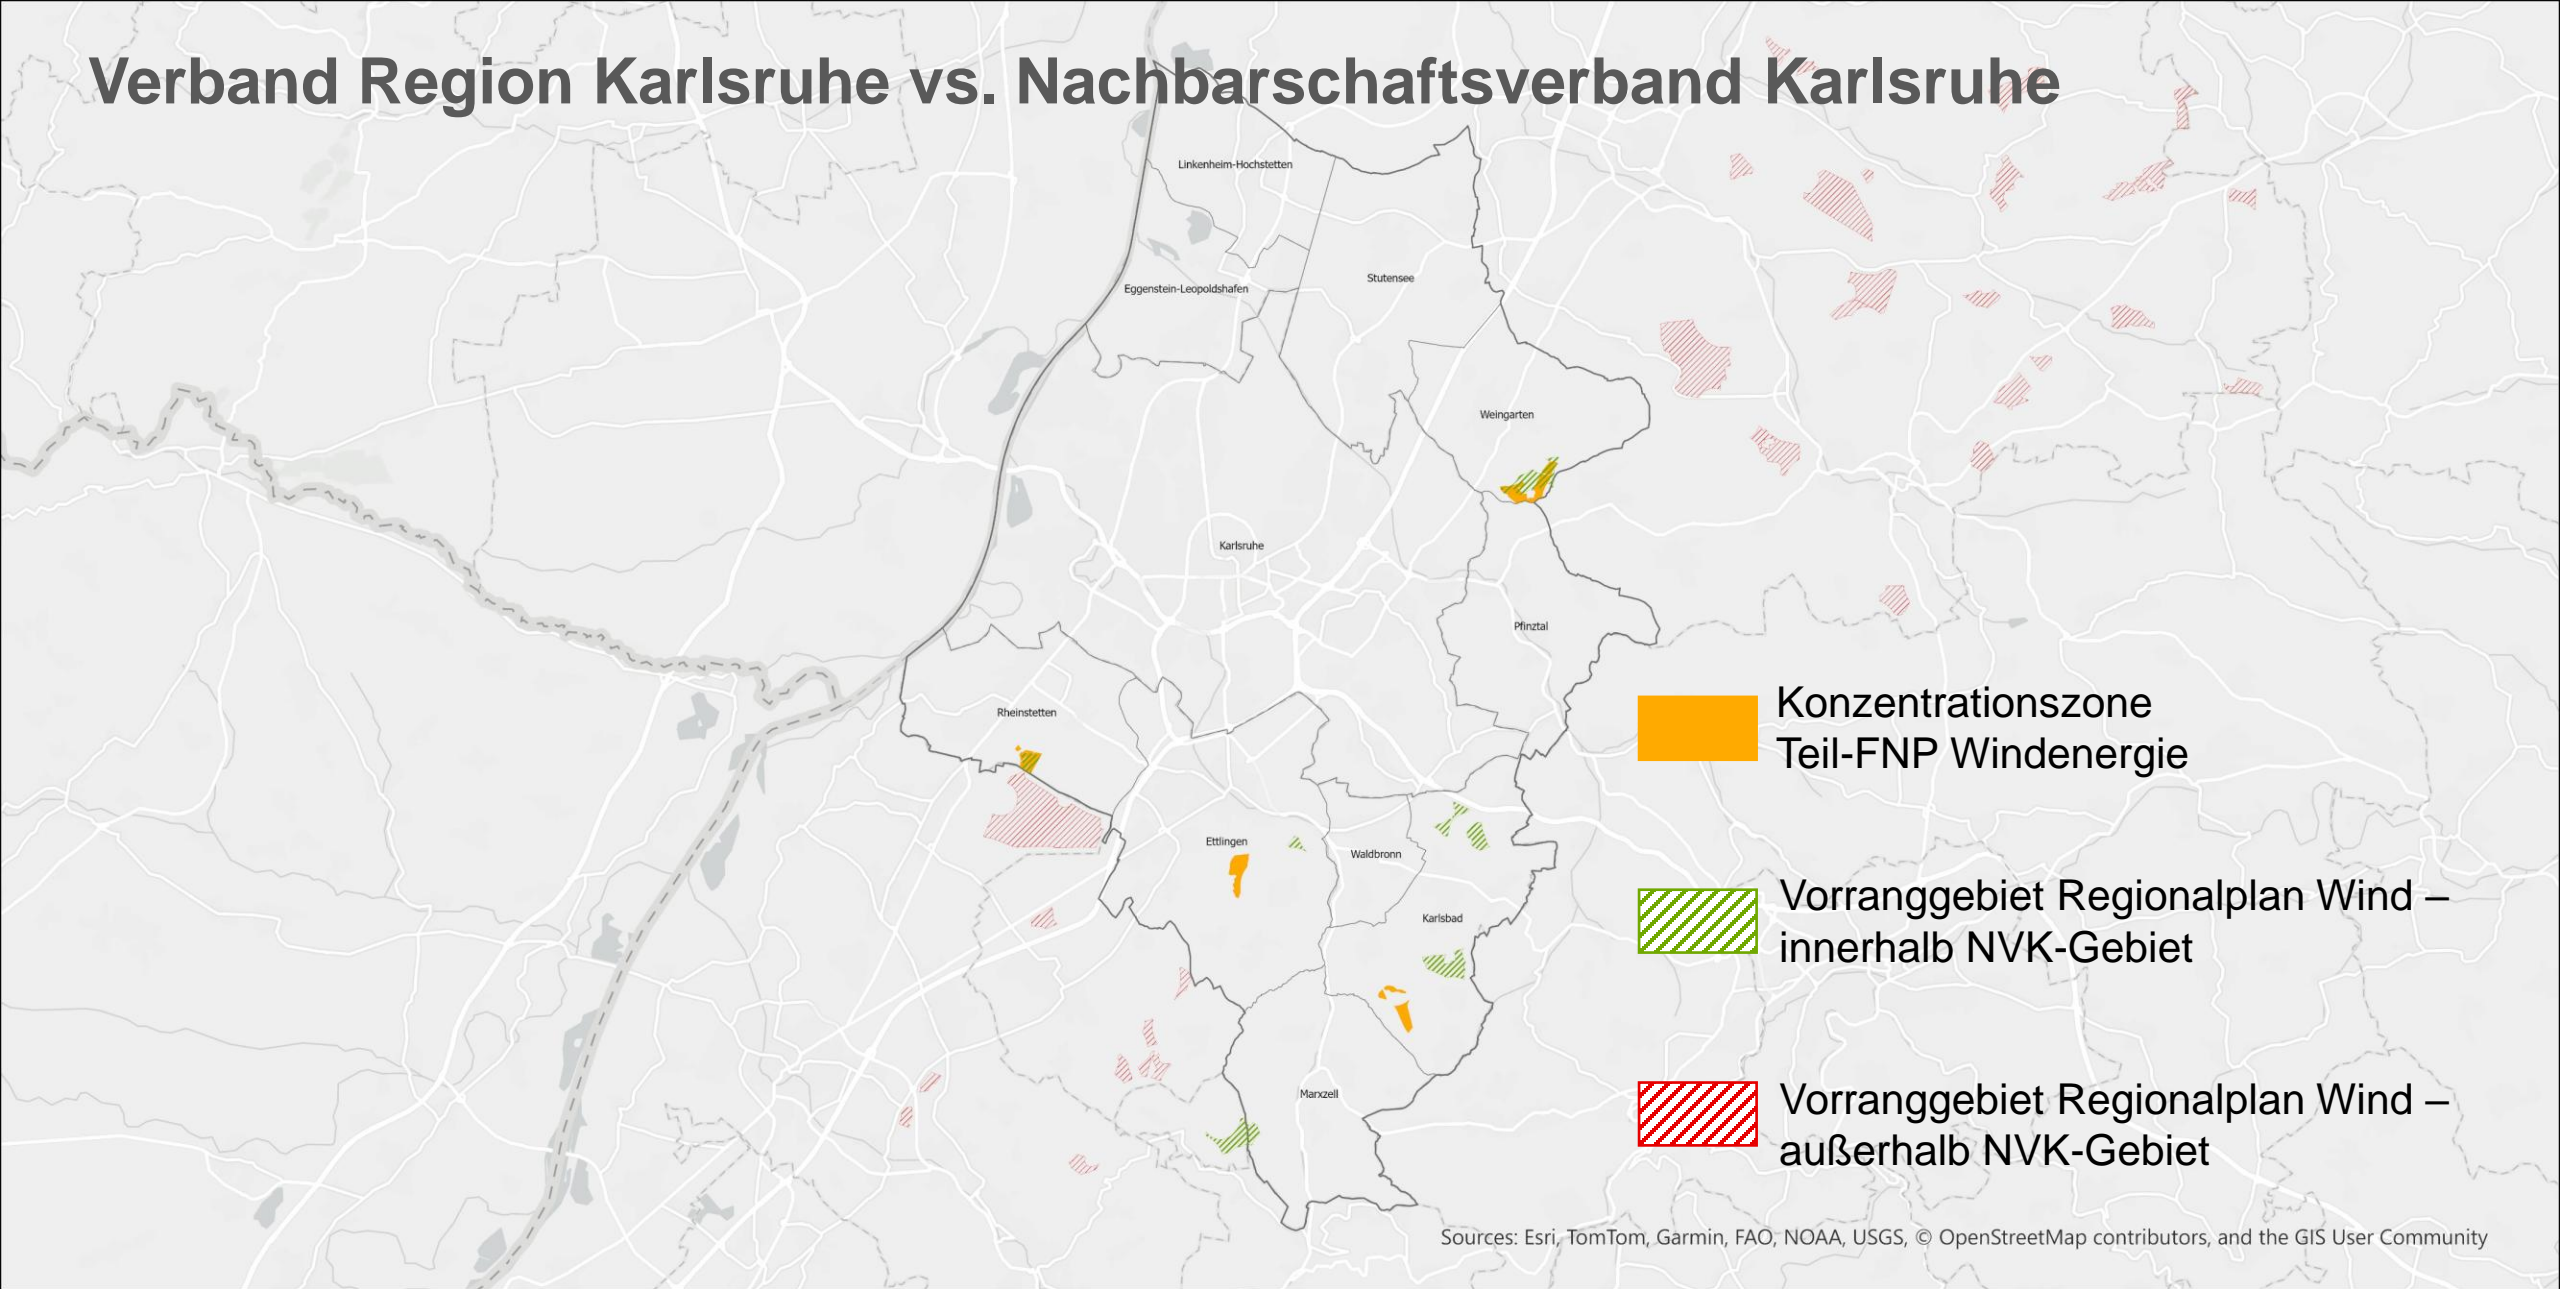 Verband Region Karlsruhe vs. Nachbarschaftsverband Karlsruhe
Linkenheim-Hochstetten
Stutensee
Eggenstein-Leopoldshafen
Weingarten
Karlsruhe
Pfinztal
Rheinstetten
Ettlingen
Waldbronn
Karlsbad
Marxzell
Konzentrationszone
Teil-FNP Windenergie
Vorranggebiet Regionalplan Wind –
innerhalb NVK-Gebiet
Vorranggebiet Regionalplan Wind –
außerhalb NVK-Gebiet
Sources: Esri, TomTom, Garmin, FAO, NOAA, USGS, © OpenStreetMap contributors, and the GIS User Community